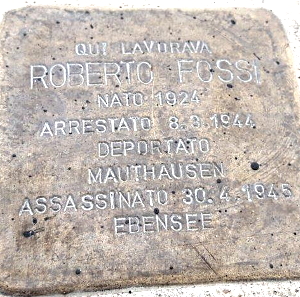 QUI LAVORAVA
ROBERTO FOSSI
NATO 1924
ARRESTATO 8.3.1944
DEPORTATO
MAUTHAUSEN
ASSASSINATO 30.4.1945
EBENSEE